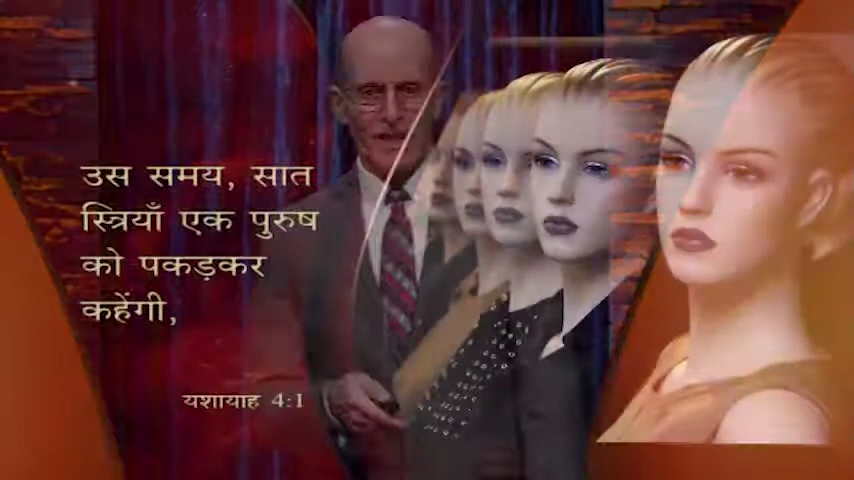 उस समय, सात
स्त्रियाँ एक पुरुष
को पकड़कर
कहेंगी,
यशायाह 4:1